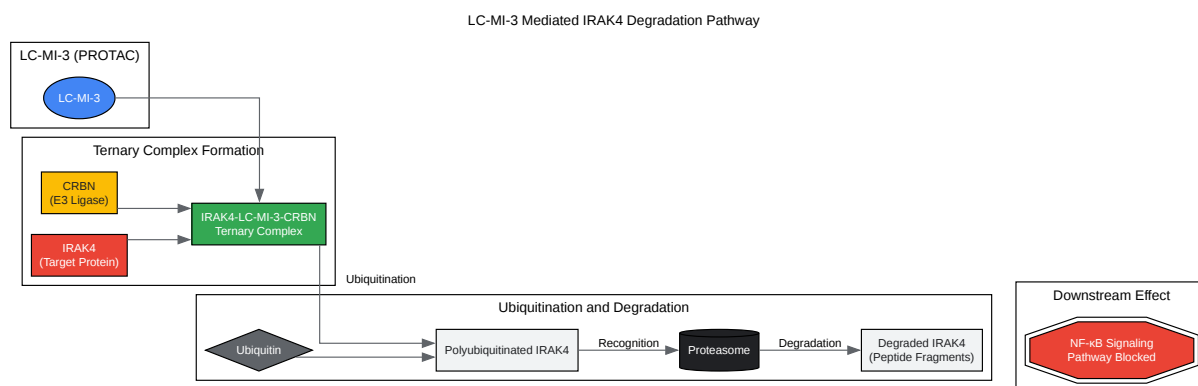 LC-MI-3 Mediated IRAK4 Degradation Pathway
LC-MI-3 (PROTAC)
LC-MI-3
Ternary Complex Formation
CRBN
(E3 Ligase)
IRAK4
(Target Protein)
IRAK4-LC-MI-3-CRBN
Ternary Complex
Ubiquitination
Ubiquitination and Degradation
Ubiquitin
Polyubiquitinated IRAK4
Recognition
Proteasome
Degradation
Degraded IRAK4
(Peptide Fragments)
Downstream Effect
NF-κB Signaling
Pathway Blocked